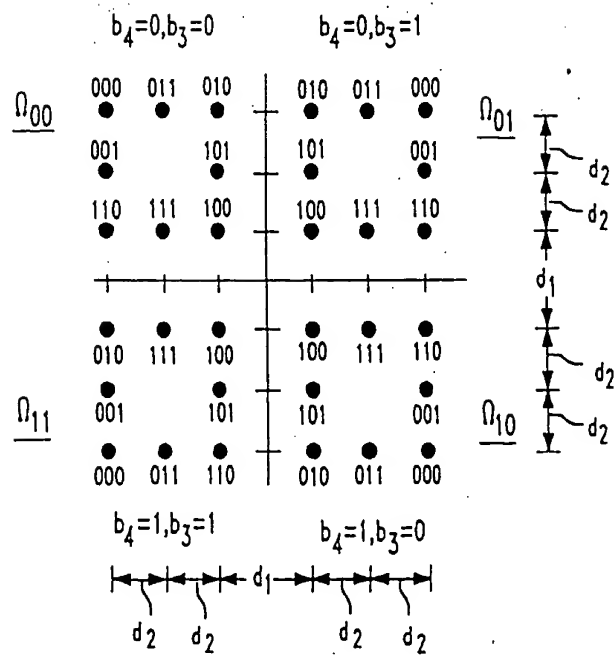 b4=0,b3=0 b4=0,b3=1
000 011 010 010 011 000
Ω00 Ω01
001 101 101 001
d2
110 111 100 100 111 110
d2
d1
010 111 100 100 111 110
d2
001 101 101 001
Ω11 Ω10
d2
000 011 110 010 011 000
b4=1,b3=1 b4=1,b3=0
d1
d2 d2 d2 d2